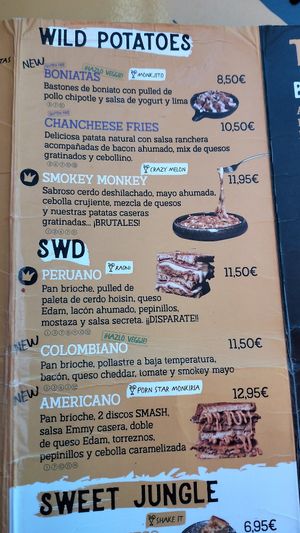 WILD POTATOES
NEW
¡HAZLO VEGGIE!
BONIATAS MONKJITO 8,50€
Bastones de boniato con pulled de
pollo chipotle y salsa de yogurt y lima
CHANCHEESE FRIES 10,50€
Deliciosa patata natural con salsa ranchera
acompañadas de bacon ahumado, mix de quesos
gratinados y cebollino.
CRAZY MELON
SMOKEY MONKEY 11,95€
Sabroso cerdo deshilachado, mayo ahumada,
cebolla crujiente, mezcla de quesos
y nuestras patatas caseras
gratinadas... ¡BRUTALES!
SWD
PERUANO 11,50€
Pan brioche, pulled de
paleta de cerdo hoisin, queso
Edam, lacón ahumado, pepinillos,
mostaza y salsa secreta. ¡¡DISPARATE!!
NEW
¡HAZLO VEGGIE!
COLOMBIANO 11,50€
Pan brioche, pollastre a baja temperatura,
bacón, queso cheddar, tomate y smokey mayo
NEW
PORN STAR MONKISA
AMERICANO 12,95€
Pan brioche, 2 discos SMASH,
salsa Emmy casera, doble
de queso Edam, torreznos,
pepinillos y cebolla caramelizada
SWEET JUNGLE
SHAKE IT
6,95€